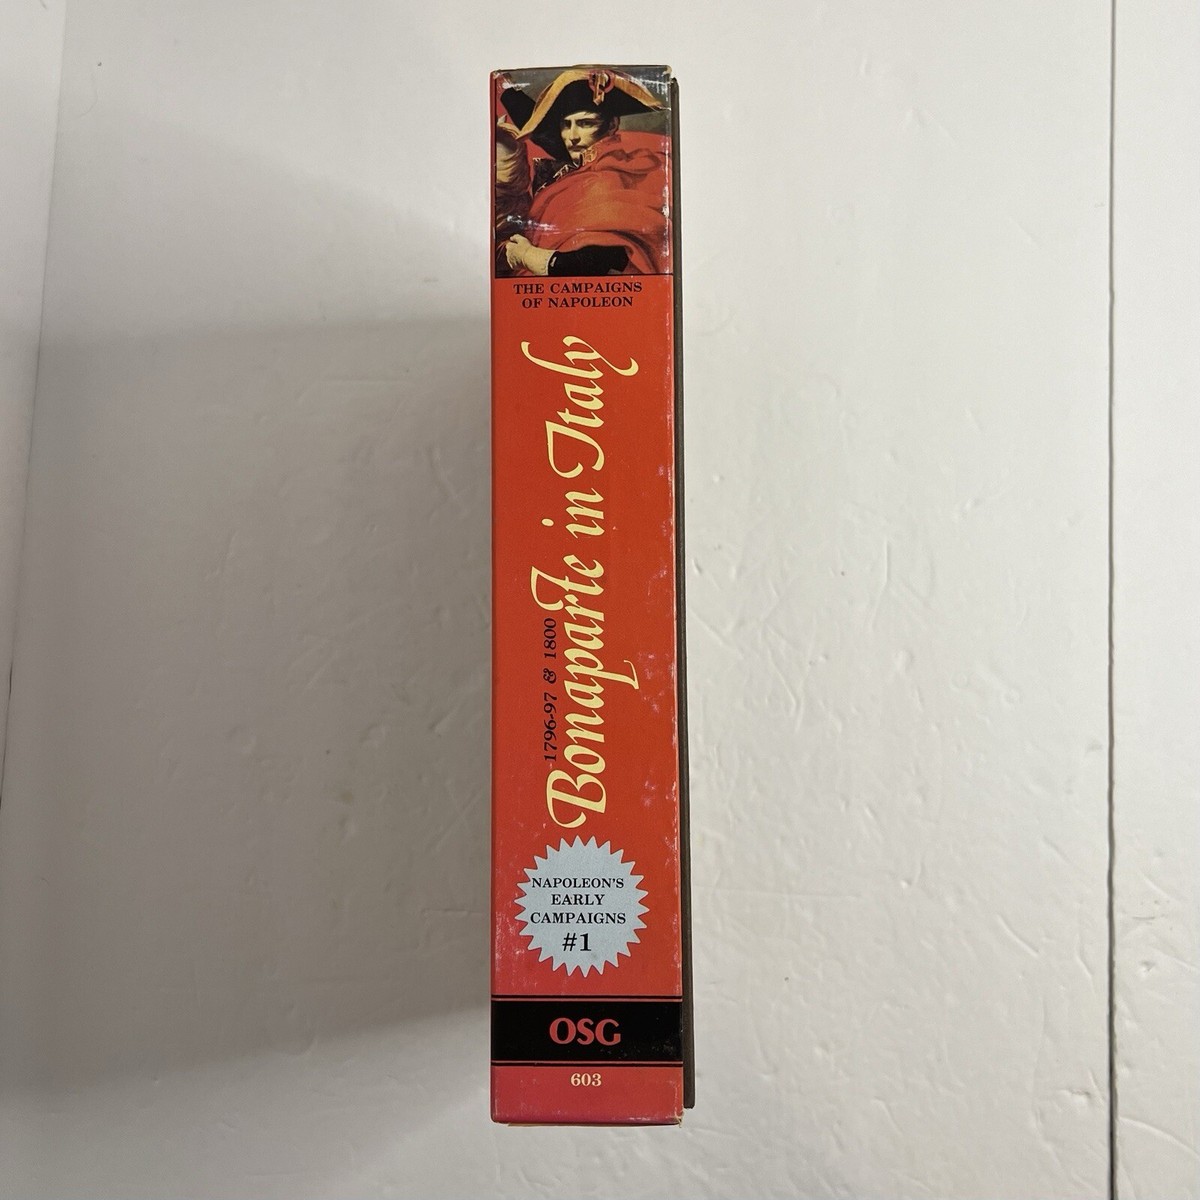 THE CAMPAIGNS
OF NAPOLEON
1796-97 & 1800
Bonaparte in Italy
NAPOLEON'S
EARLY
CAMPAIGNS
#1
OSG
603